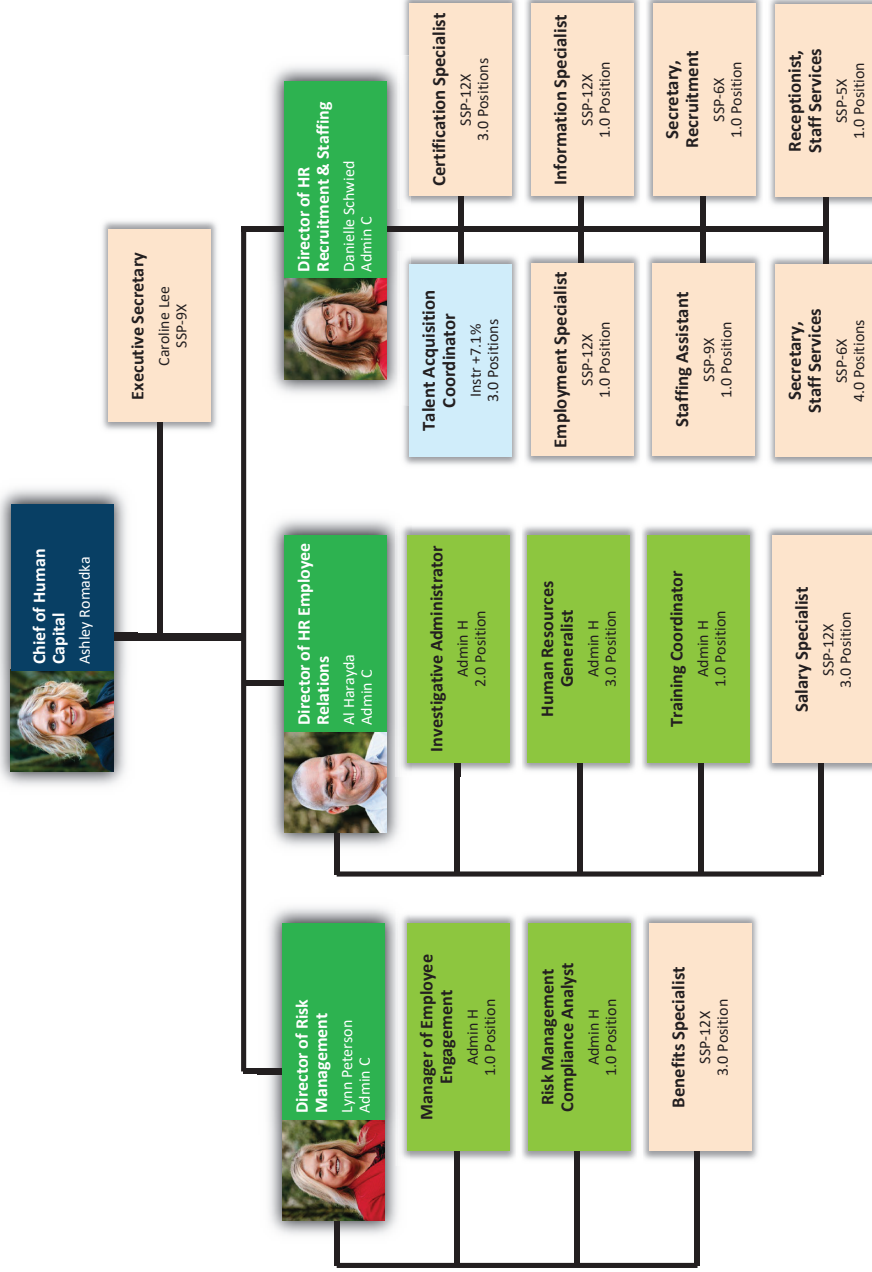 Chief of Human
Capital
Ashley Romadka
Executive Secretary
Caroline Lee
SSP-9X
Director of Risk
Management
Lynn Peterson
Admin C
Manager of Employee
Engagement
Admin H
1.0 Position
Risk Management
Compliance Analyst
Admin H
1.0 Position
Benefits Specialist
SSP-12X
3.0 Position
Director of HR Employee
Relations
Al Harayda
Admin C
Investigative Administrator
Admin H
2.0 Position
Human Resources
Generalist
Admin H
3.0 Position
Training Coordinator
Admin H
1.0 Position
Salary Specialist
SSP-12X
3.0 Position
Director of HR
Recruitment & Staffing
Danielle Schwied
Admin C
Talent Acquisition
Coordinator
Instr +7.1%
3.0 Positions
Certification Specialist
SSP-12X
3.0 Positions
Employment Specialist
SSP-12X
1.0 Position
Information Specialist
SSP-12X
1.0 Position
Staffing Assistant
SSP-9X
1.0 Position
Secretary,
Recruitment
SSP-6X
1.0 Position
Secretary,
Staff Services
SSP-6X
4.0 Positions
Receptionist,
Staff Services
SSP-5X
1.0 Position